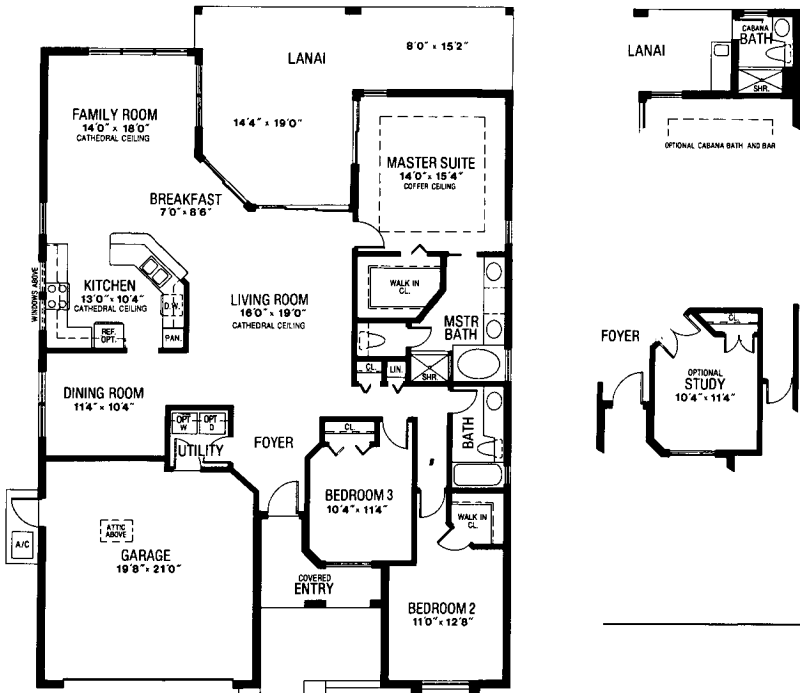 LANAI
8'0" x 15'2"
14'4" x 19'0"
FAMILY ROOM
14'0" x 18'0"
CATHEDRAL CEILING
BREAKFAST
7'0" x 8'6"
MASTER SUITE
14'0" x 15'4"
COFFER CEILING
WINDOWS ABOVE
KITCHEN
13'0" x 10'4"
CATHEDRAL CEILING
D.W.
REF.
OPT.
PAN.
LIVING ROOM
16'0" x 19'0"
CATHEDRAL CEILING
WALK IN
CL.
MSTR
BATH
SHR
CL.
LIN.
DINING ROOM
11'4" x 10'4"
OPT
W
OPT
D
UTILITY
FOYER
CL.
BATH
BEDROOM 3
10'4" x 11'4"
WALK IN
CL.
A/C
ATTIC
ABOVE
GARAGE
19'8" x 21'0"
COVERED
ENTRY
BEDROOM 2
11'0" x 12'8"
LANAI
CABANA
BATH
SHR.
OPTIONAL CABANA BATH AND BAR
FOYER
CL.
OPTIONAL
STUDY
10'4" x 11'4"